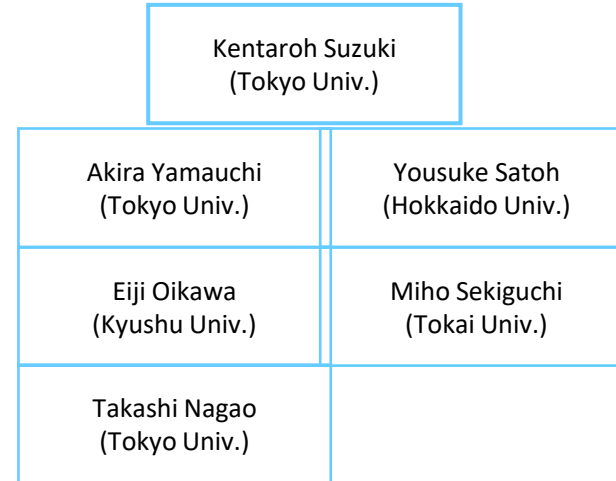 Kentaroh Suzuki
(Tokyo Univ.)
Akira Yamauchi
(Tokyo Univ.)
Yousuke Satoh
(Hokkaido Univ.)
Eiji Oikawa
(Kyushu Univ.)
Miho Sekiguchi
(Tokai Univ.)
Takashi Nagao
(Tokyo Univ.)